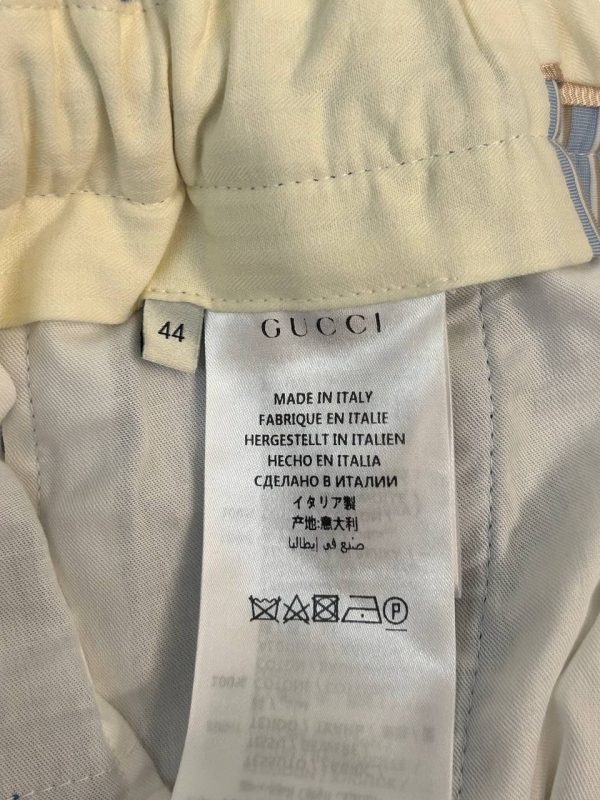 44
GUCCI
MADE IN ITALY
FABRIQUE EN ITALIE
HERGESTELLT IN ITALIEN
HECHO EN ITALIA
СДЕЛАНО В ИТАЛИИ
イタリア製
产地:意大利
صنع في إيطاليا
P